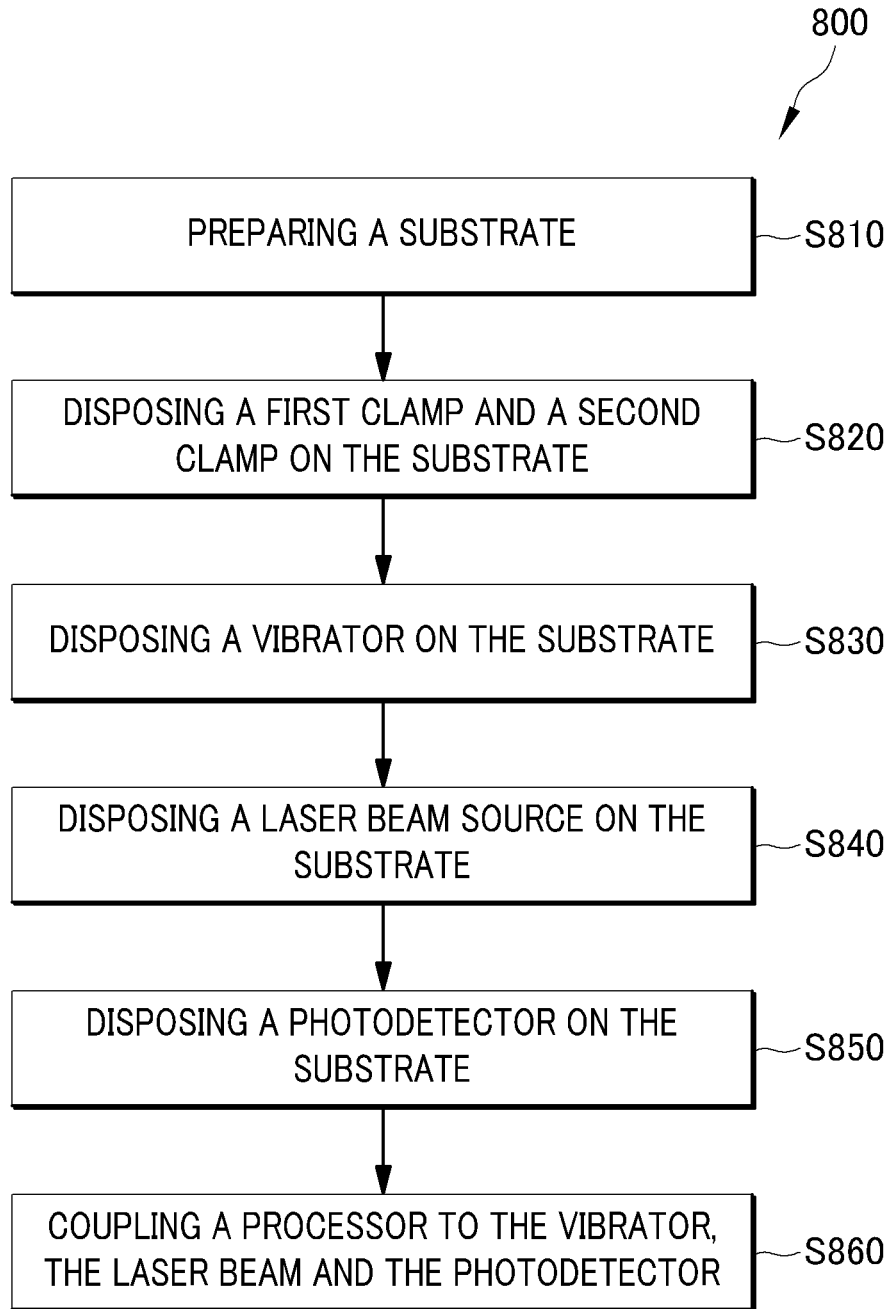 800
PREPARING A SUBSTRATE
S810
DISPOSING A FIRST CLAMP AND A SECOND
CLAMP ON THE SUBSTRATE
S820
DISPOSING A VIBRATOR ON THE SUBSTRATE
S830
DISPOSING A LASER BEAM SOURCE ON THE
SUBSTRATE
S840
DISPOSING A PHOTODETECTOR ON THE
SUBSTRATE
S850
COUPLING A PROCESSOR TO THE VIBRATOR,
THE LASER BEAM AND THE PHOTODETECTOR
S860